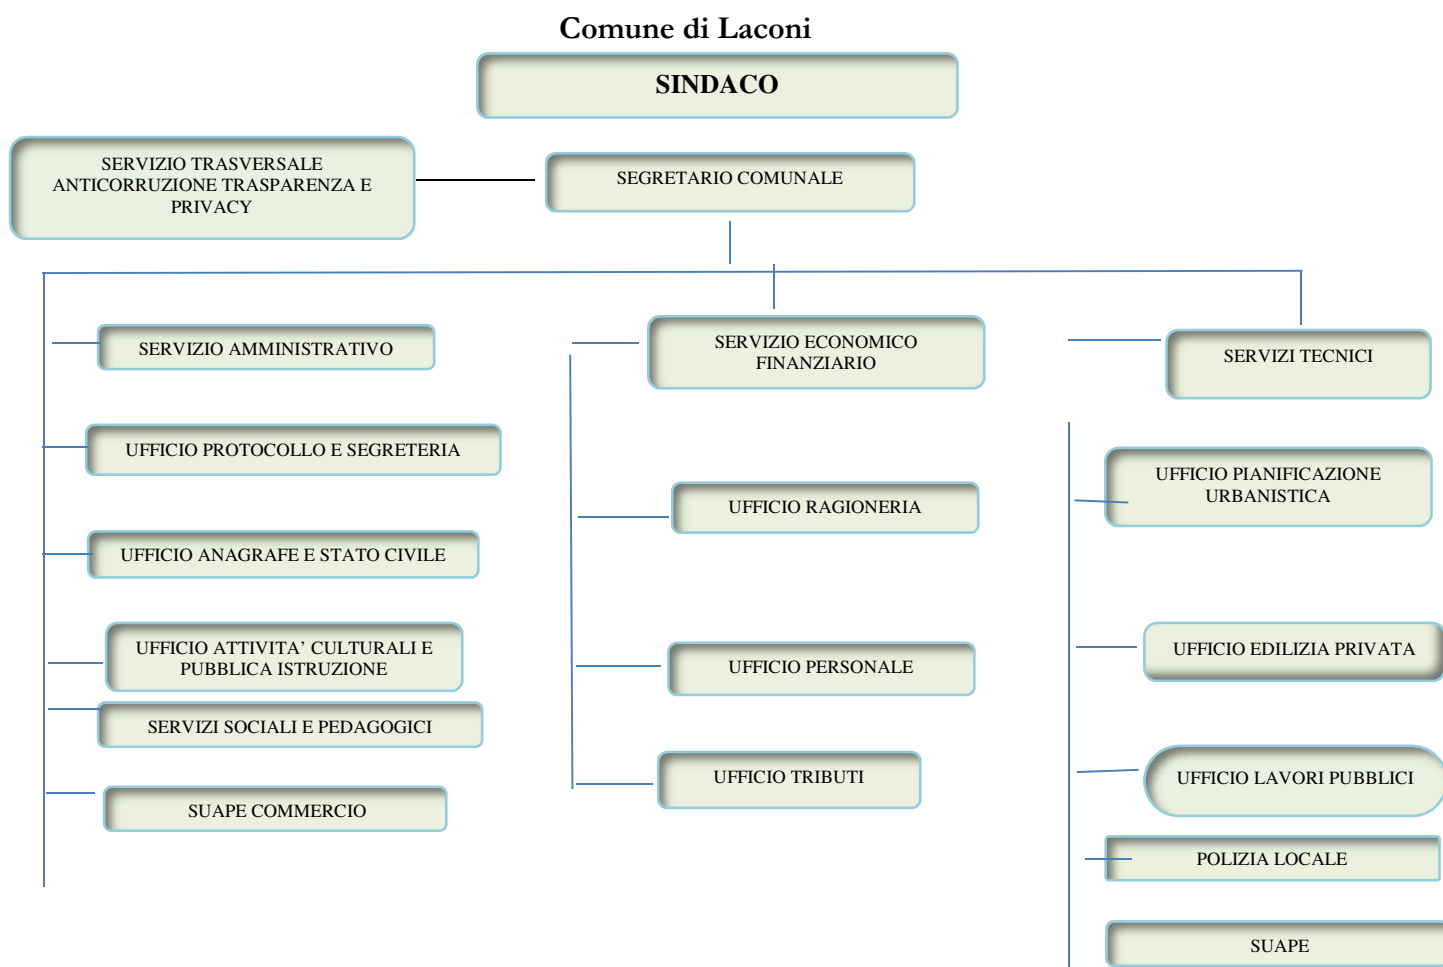 Comune di Laconi
SINDACO
SERVIZIO TRASVERSALE
ANTICORRUZIONE TRASPARENZA E
PRIVACY
SEGRETARIO COMUNALE
SERVIZIO AMMINISTRATIVO
UFFICIO PROTOCOLLO E SEGRETERIA
UFFICIO ANAGRAFE E STATO CIVILE
UFFICIO ATTIVITA’ CULTURALI E
PUBBLICA ISTRUZIONE
SERVIZI SOCIALI E PEDAGOGICI
SUAPE COMMERCIO
SERVIZIO ECONOMICO
FINANZIARIO
UFFICIO RAGIONERIA
UFFICIO PERSONALE
UFFICIO TRIBUTI
SERVIZI TECNICI
UFFICIO PIANIFICAZIONE
URBANISTICA
UFFICIO EDILIZIA PRIVATA
UFFICIO LAVORI PUBBLICI
POLIZIA LOCALE
SUAPE